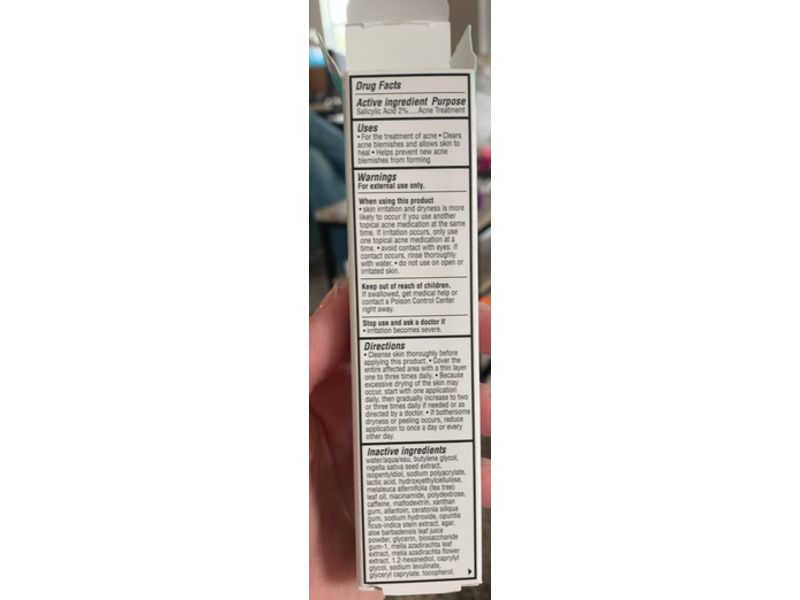 Drug Facts
Active ingredient Purpose
Salicylic Acid 2%.....Acne Treatment
Uses
• For the treatment of acne • Clears
acne blemishes and allows skin to
heal • Helps prevent new acne
blemishes from forming
Warnings
For external use only.
When using this product
• skin irritation and dryness is more
likely to occur if you use another
topical acne medication at the same
time. If irritation occurs, only use
one topical acne medication at a
time. • avoid contact with eyes. If
contact occurs, rinse thoroughly
with water. • do not use on open or
irritated skin.
Keep out of reach of children.
If swallowed, get medical help or
contact a Poison Control Center
right away.
Stop use and ask a doctor if
• irritation becomes severe.
Directions
• Cleanse skin thoroughly before
applying this product. • Cover the
entire affected area with a thin layer
one to three times daily. • Because
excessive drying of the skin may
occur, start with one application
daily, then gradually increase to two
or three times daily if needed or as
directed by a doctor. • If bothersome
dryness or peeling occurs, reduce
application to once a day or every
other day.
Inactive ingredients
water/aqua/eau, butylene glycol,
nigella sativa seed extract,
isopentyldiol, sodium polyacrylate,
lactic acid, hydroxyethylcellulose,
melaleuca alternifolia (tea tree)
leaf oil, niacinamide, polydextrose,
caffeine, maltodextrin, xanthan
gum, allantoin, ceratonia siliqua
gum, sodium hydroxide, opuntia
ficus-indica stem extract, agar,
aloe barbadensis leaf juice
powder, glycerin, biosaccharide
gum-1, melia azadirachta leaf
extract, melia azadirachta flower
extract, 1,2-hexanediol, caprylyl
glycol, sodium levulinate,
glyceryl caprylate, tocopherol,